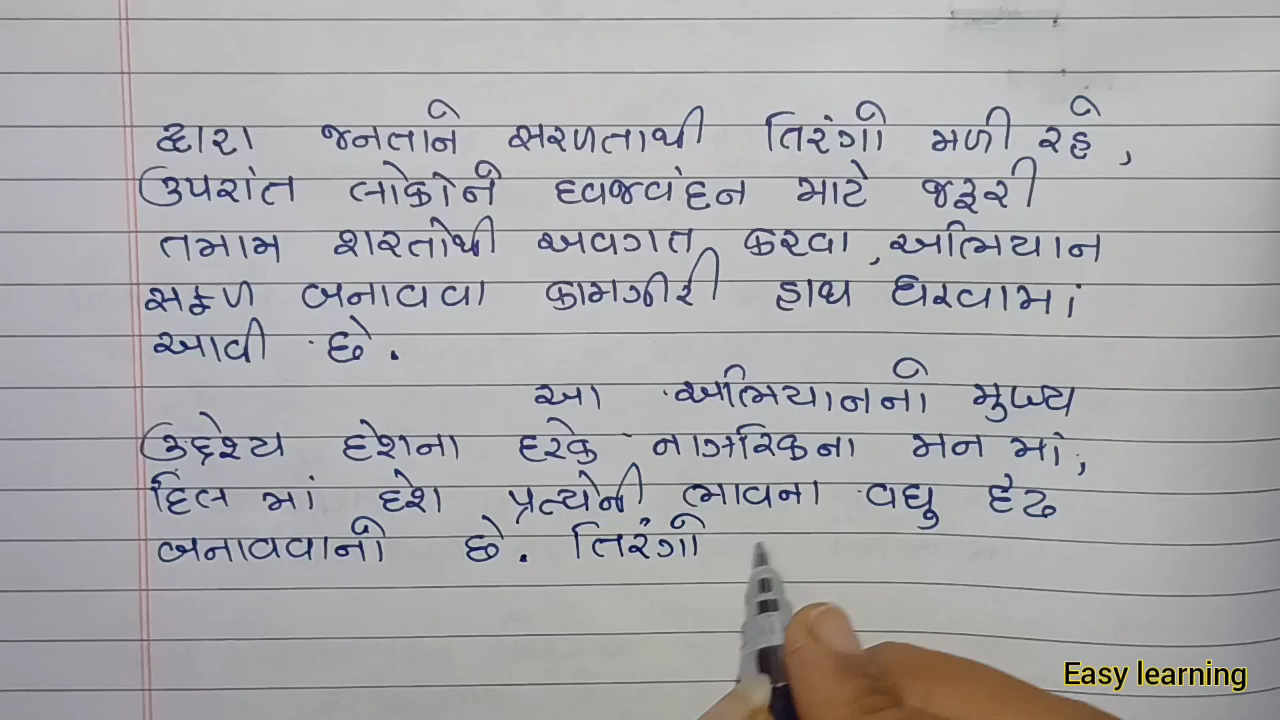 દ્વારા જનતાને સરળતાથી તિરંગો મળી રહે,
ઉપરાંત લોકોને ધ્વજવંદન માટે જરૂરી
તમામ શરતોથી અવગત કરવા, અભિયાન
સફળ બનાવવા કામગીરી હાથ ધરવામાં
આવી છે.
આ અભિયાનનો મુખ્ય
ઉદ્દેશ્ય દેશના દરેક નાગરિકના મન માં,
દિલ માં દેશ પ્રત્યેની ભાવના વધુ દ્રઢ
બનાવવાનો છે. તિરંગો
Easy learning